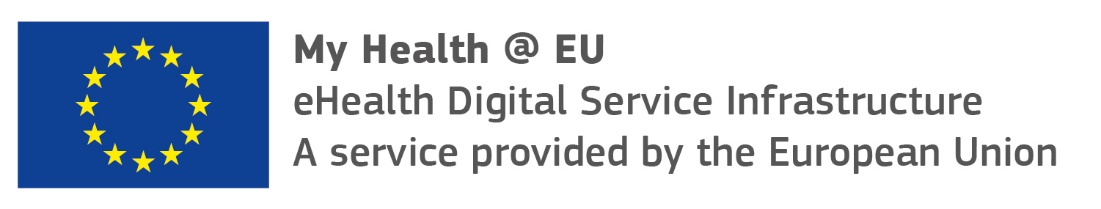 My Health @ EU
eHealth Digital Service Infrastructure
A service provided by the European Union